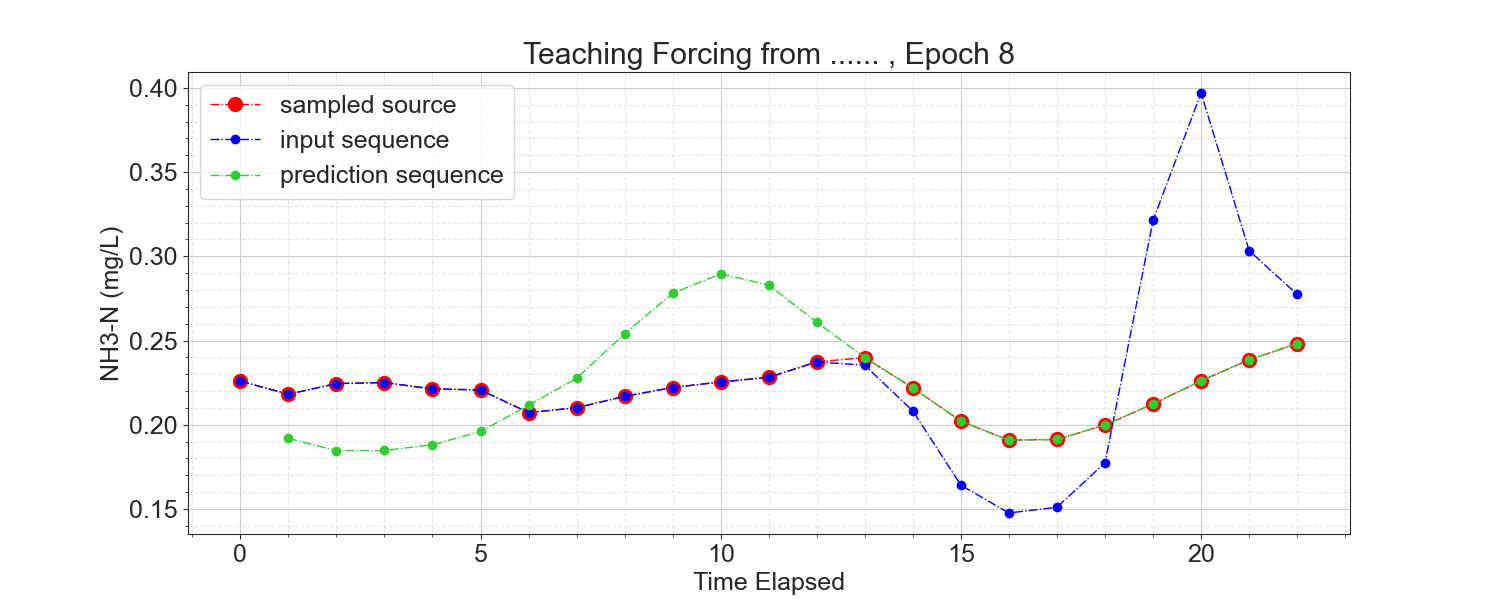 Teaching Forcing from ...... , Epoch 8
sampled source
input sequence
prediction sequence
NH3-N (mg/L)
0.40
0.35
0.30
0.25
0.20
0.15
0 5 10 15 20
Time Elapsed